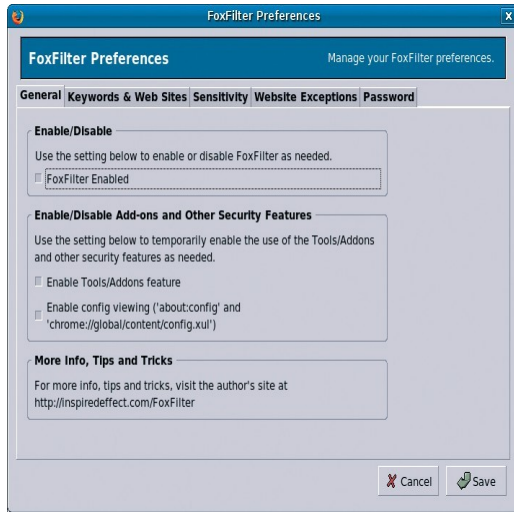 FoxFilter Preferences
X
FoxFilter Preferences
Manage your FoxFilter preferences.
General Keywords & Web Sites Sensitivity Website Exceptions Password
Enable/Disable
Use the setting below to enable or disable FoxFilter as needed.
FoxFilter Enabled
Enable/Disable Add-ons and Other Security Features
Use the setting below to temporarily enable the use of the Tools/Addons
and other security features as needed.
Enable Tools/Addons feature
Enable config viewing ('about:config' and
'chrome://global/content/config.xul')
More Info, Tips and Tricks
For more info, tips and tricks, visit the author's site at
http://inspiredeffect.com/FoxFilter
Cancel
Save